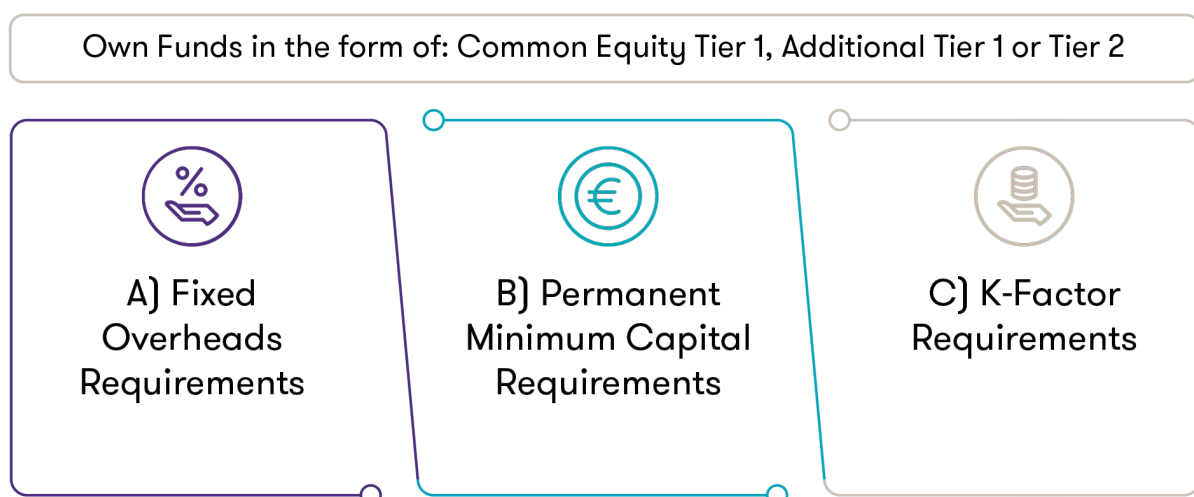 Own Funds in the form of: Common Equity Tier 1, Additional Tier 1 or Tier 2
%
A) Fixed
Overheads
Requirements
€
B) Permanent
Minimum Capital
Requirements
C) K-Factor
Requirements